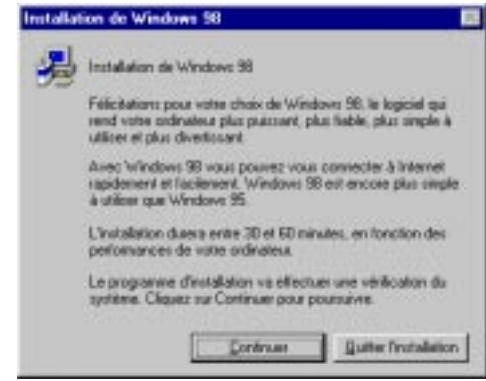 Installation de Windows 98
Installation de Windows 98
Félicitations pour votre choix de Windows 98, le logiciel qui
rend votre ordinateur plus puissant, plus fiable, plus simple à
utiliser et plus divertissant.
Avec Windows 98 vous pouvez vous connecter à Internet
rapidement et facilement. Windows 98 est encore plus simple
à utiliser que Windows 95.
L'installation durera entre 30 et 60 minutes, en fonction des
performances de votre ordinateur.
Le programme d'installation va effectuer une vérification du
système. Cliquez sur Continuer pour poursuivre.
Continuer Quitter l'installation